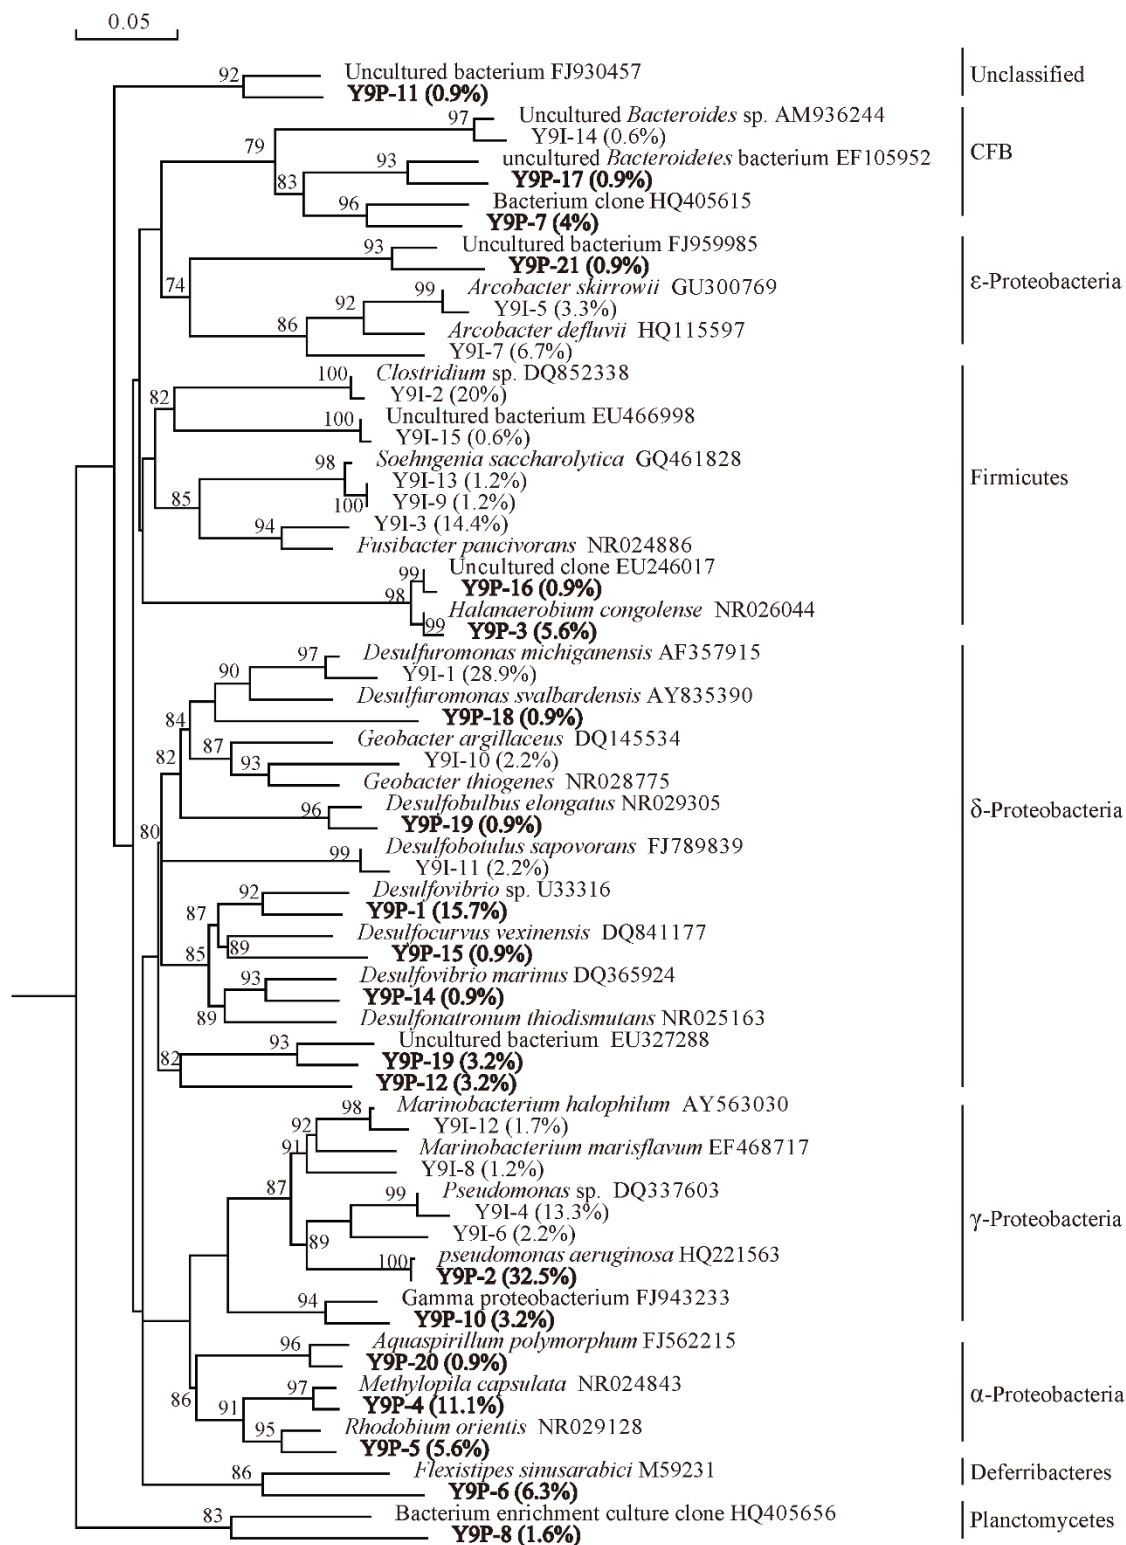 0.05
92
Uncultured bacterium FJ930457
Y9P-11 (0.9%)
Unclassified
97
Uncultured Bacteroides sp. AM936244
Y9I-14 (0.6%)
79
CFB
93
uncultured Bacteroidetes bacterium EF105952
83
Y9P-17 (0.9%)
96
Bacterium clone HQ405615
Y9P-7 (4%)
93
Uncultured bacterium FJ959985
Y9P-21 (0.9%)
74
ε-Proteobacteria
99
Arcobacter skirrowii GU300769
92
Y9I-5 (3.3%)
86
Arcobacter defluvii HQ115597
Y9I-7 (6.7%)
100
Clostridium sp. DQ852338
82
Y9I-2 (20%)
100
Uncultured bacterium EU466998
Y9I-15 (0.6%)
98
Soehngenia saccharolytica GQ461828
Y9I-13 (1.2%)
Firmicutes
85
100
Y9I-9 (1.2%)
94
Y9I-3 (14.4%)
Fusibacter paucivorans NR024886
99
Uncultured clone EU246017
98
Y9P-16 (0.9%)
Halanaerobium congolense NR026044
99
Y9P-3 (5.6%)
97
Desulfuromonas michiganensis AF357915
90
Y9I-1 (28.9%)
Desulfuromonas svalbardensis AY835390
84
Y9P-18 (0.9%)
87
Geobacter argillaceus DQ145534
82
93
Y9I-10 (2.2%)
Geobacter thiogenes NR028775
96
Desulfobulbus elongatus NR029305
δ-Proteobacteria
80
Y9P-19 (0.9%)
99
Desulfobotulus sapovorans FJ789839
Y9I-11 (2.2%)
92
Desulfovibrio sp. U33316
87
Y9P-1 (15.7%)
Desulfocurvus vexinensis DQ841177
85
89
Y9P-15 (0.9%)
93
Desulfovibrio marinus DQ365924
Y9P-14 (0.9%)
89
Desulfonatronum thiodismutans NR025163
93
Uncultured bacterium EU327288
82
Y9P-19 (3.2%)
Y9P-12 (3.2%)
98
Marinobacterium halophilum AY563030
92
Y9I-12 (1.7%)
91
Marinobacterium marisflavum EF468717
Y9I-8 (1.2%)
87
99
Pseudomonas sp. DQ337603
Y9I-4 (13.3%)
γ-Proteobacteria
89
Y9I-6 (2.2%)
100
pseudomonas aeruginosa HQ221563
Y9P-2 (32.5%)
94
Gamma proteobacterium FJ943233
Y9P-10 (3.2%)
96
Aquaspirillum polymorphum FJ562215
Y9P-20 (0.9%)
86
97
Methylopila capsulata NR024843
α-Proteobacteria
91
Y9P-4 (11.1%)
95
Rhodobium orientis NR029128
Y9P-5 (5.6%)
86
Flexistipes sinusarabici M59231
Deferribacteres
Y9P-6 (6.3%)
83
Bacterium enrichment culture clone HQ405656
Planctomycetes
Y9P-8 (1.6%)